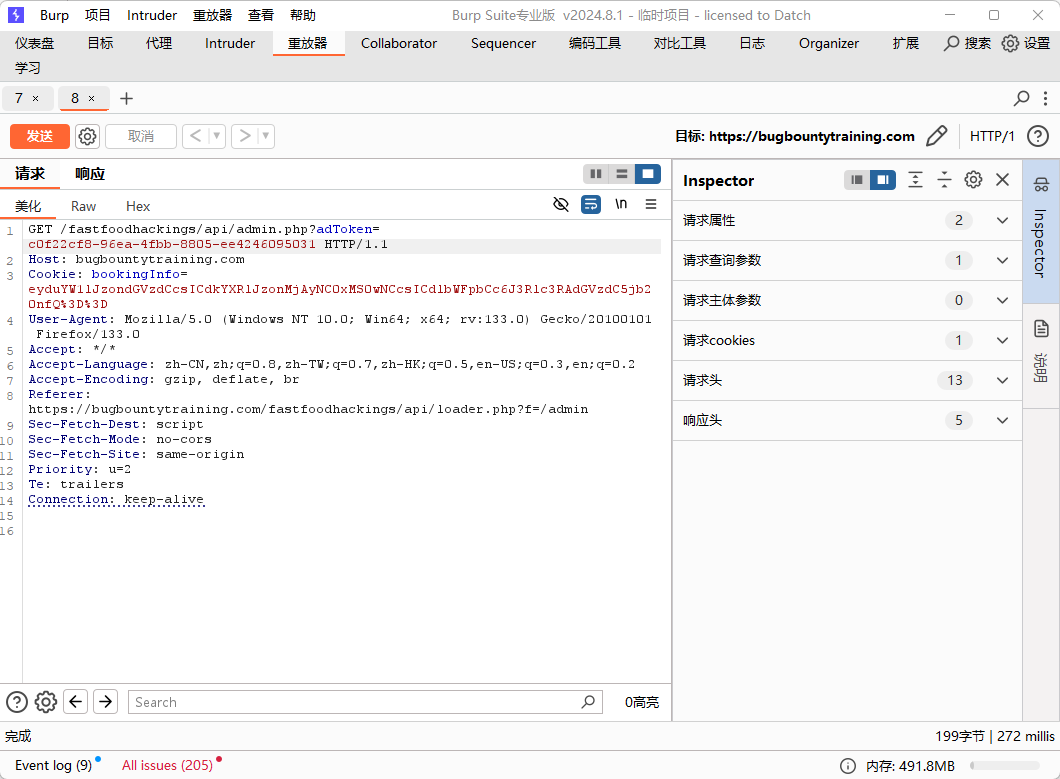 Burp 项目 Intruder 重放器 查看 帮助 Burp Suite专业版 v2024.8.1 - 临时项目 - licensed to Datch
仪表盘 目标 代理 Intruder 重放器 Collaborator Sequencer 编码工具 对比工具 日志 Organizer 扩展 搜索 设置
学习
7 × 8 × +
发送 取消 < > 目标: https://bugbountytraining.com HTTP/1
请求 响应
美化 Raw Hex \n
1 GET /fastfoodhackings/api/admin.php?adToken=
c0f22cf8-96ea-4fbb-8805-ee4246095031 HTTP/1.1
2 Host: bugbountytraining.com
3 Cookie: bookingInfo=
eyduYW1lJzondGVzdCcsICdkYXRlJzonMjAyNC0xMS0wNCcsICdlbWFpbCc6J3Rlc3RAdGVzdC5jb2
0nfQ%3D%3D
4 User-Agent: Mozilla/5.0 (Windows NT 10.0; Win64; x64; rv:133.0) Gecko/20100101
Firefox/133.0
5 Accept: */*
6 Accept-Language: zh-CN,zh;q=0.8,zh-TW;q=0.7,zh-HK;q=0.5,en-US;q=0.3,en;q=0.2
7 Accept-Encoding: gzip, deflate, br
8 Referer:
https://bugbountytraining.com/fastfoodhackings/api/loader.php?f=/admin
9 Sec-Fetch-Dest: script
10 Sec-Fetch-Mode: no-cors
11 Sec-Fetch-Site: same-origin
12 Priority: u=2
13 Te: trailers
14 Connection: keep-alive
15
16
Inspector
请求属性 2
请求查询参数 1
请求主体参数 0
请求cookies 1
请求头 13
响应头 5
Inspector
说明
Search 0高亮
完成 199字节 | 272 millis
Event log (9) All issues (205) 内存: 491.8MB